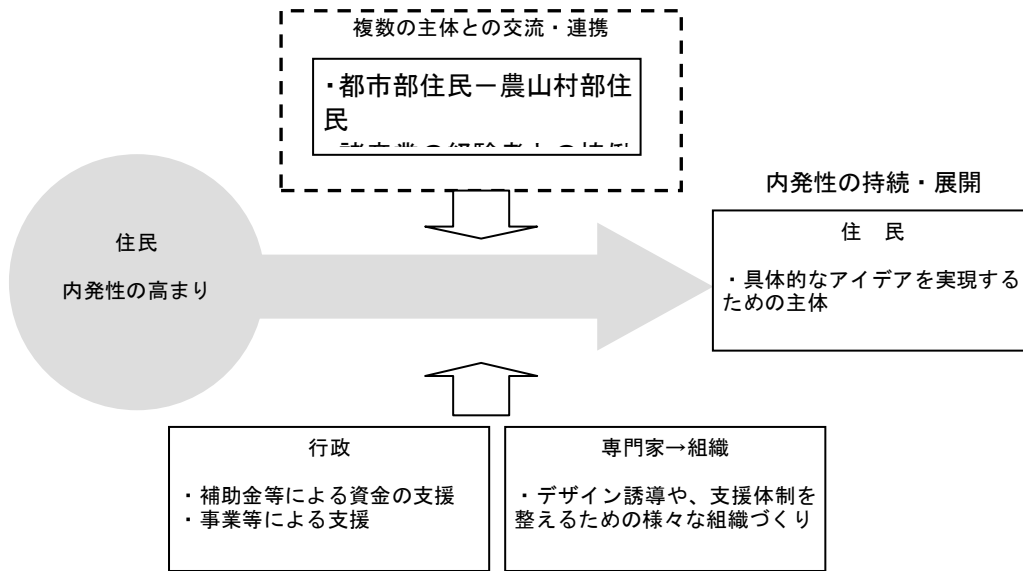 複数の主体との交流・連携
・都市部住民－農山村部住
民
内発性の持続・展開
住民
内発性の高まり
住　民
・具体的なアイデアを実現する
ための主体
行政
・補助金等による資金の支援
・事業等による支援
専門家→組織
・デザイン誘導や、支援体制を
整えるための様々な組織づくり